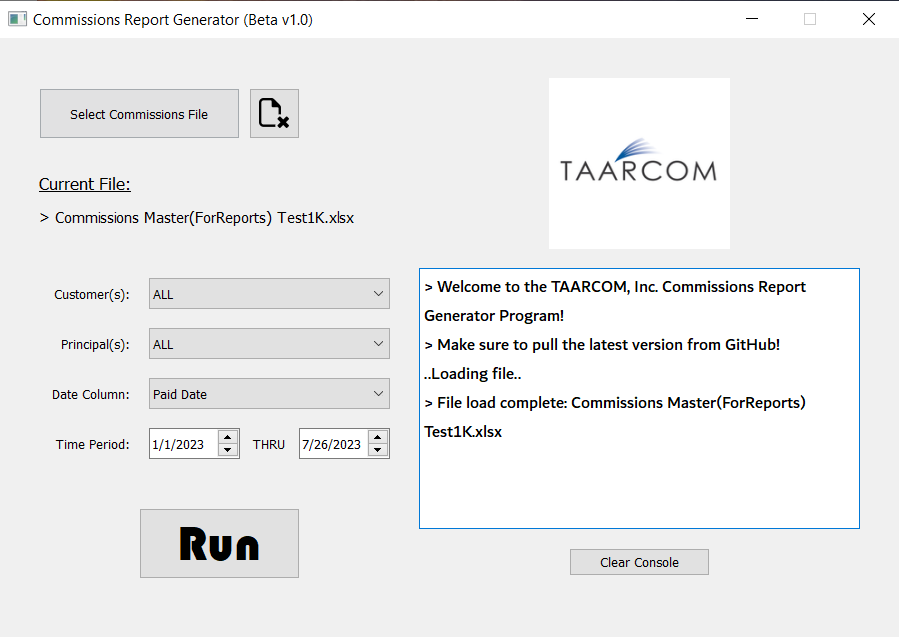 Commissions Report Generator (Beta v1.0)
Select Commissions File
TAARCOM
Current File:
> Commissions Master(ForReports) Test1K.xlsx
Customer(s): ALL
Principal(s): ALL
Date Column: Paid Date
Time Period: 1/1/2023 THRU 7/26/2023
Run
> Welcome to the TAARCOM, Inc. Commissions Report
Generator Program!
> Make sure to pull the latest version from GitHub!
..Loading file..
> File load complete: Commissions Master(ForReports)
Test1K.xlsx
Clear Console